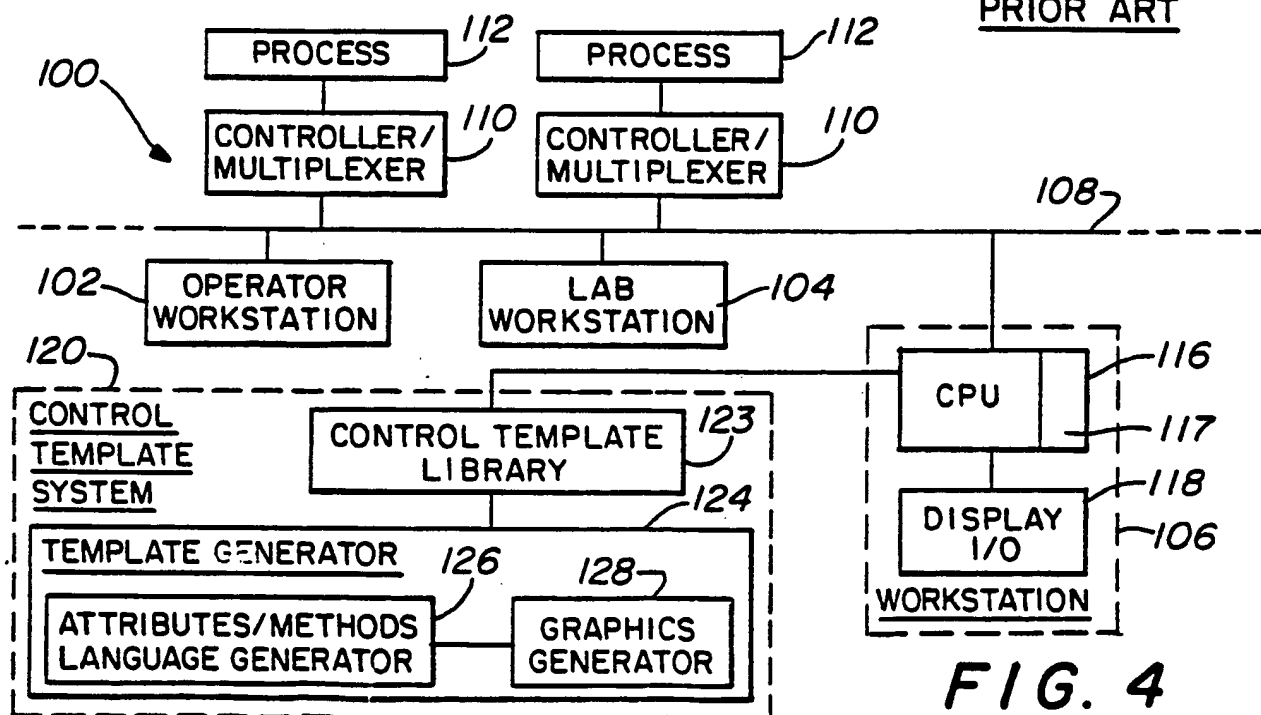 PRIOR ART
PROCESS
112
PROCESS
112
100
CONTROLLER/
MULTIPLEXER
110
CONTROLLER/
MULTIPLEXER
110
108
102
OPERATOR
WORKSTATION
LAB
WORKSTATION
104
120
CONTROL
TEMPLATE
SYSTEM
CONTROL TEMPLATE
LIBRARY
123
CPU
116
117
118
DISPLAY
I/O
106
WORKSTATION
124
TEMPLATE GENERATOR
126
128
ATTRIBUTES/METHODS
LANGUAGE GENERATOR
GRAPHICS
GENERATOR
FIG. 4